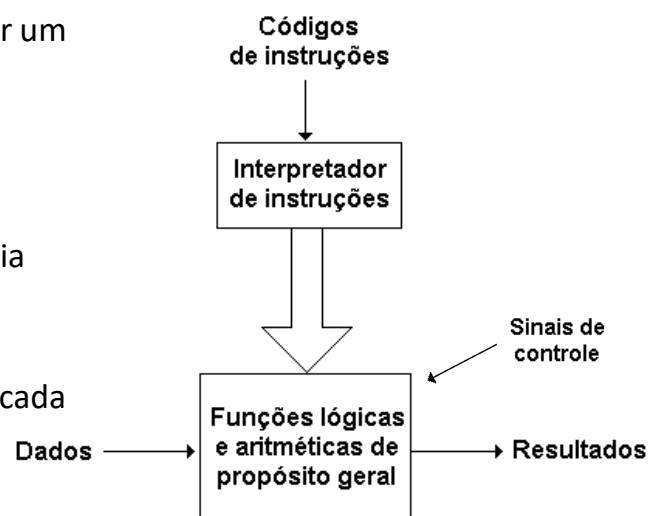 r um
Códigos
de instruções
Interpretador
de instruções
ia
Sinais de
controle
cada
Funções lógicas
e aritméticas de
propósito geral
Dados
Resultados